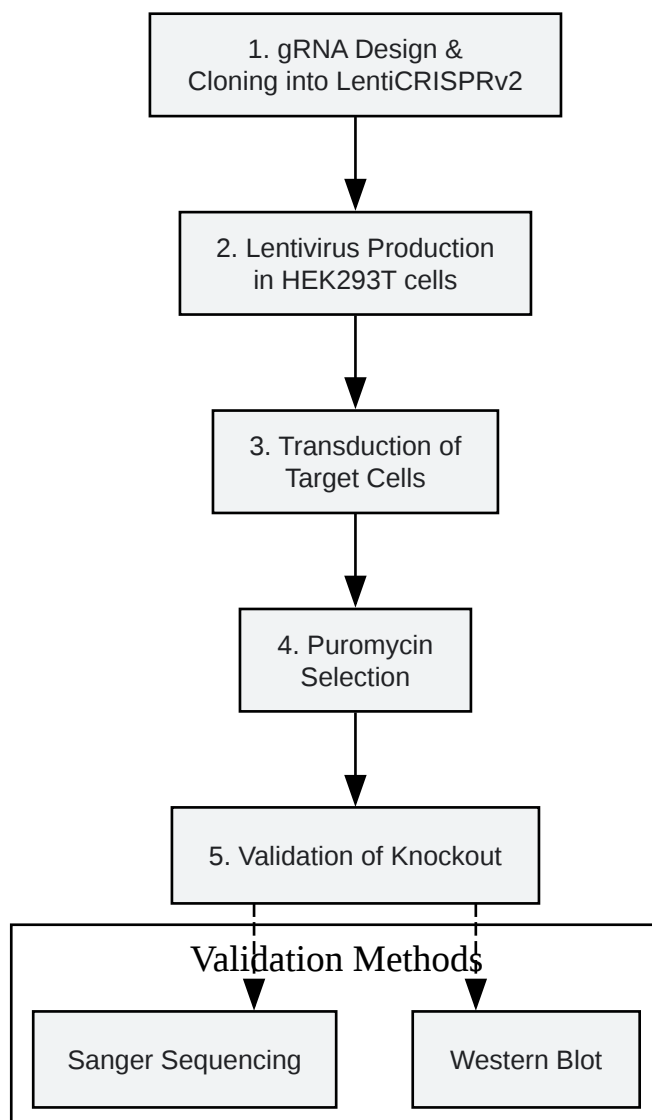 1. gRNA Design &
Cloning into LentiCRISPRv2
2. Lentivirus Production
in HEK293T cells
3. Transduction of
Target Cells
4. Puromycin
Selection
5. Validation of Knockout
Validation Methods
Sanger Sequencing
Western Blot